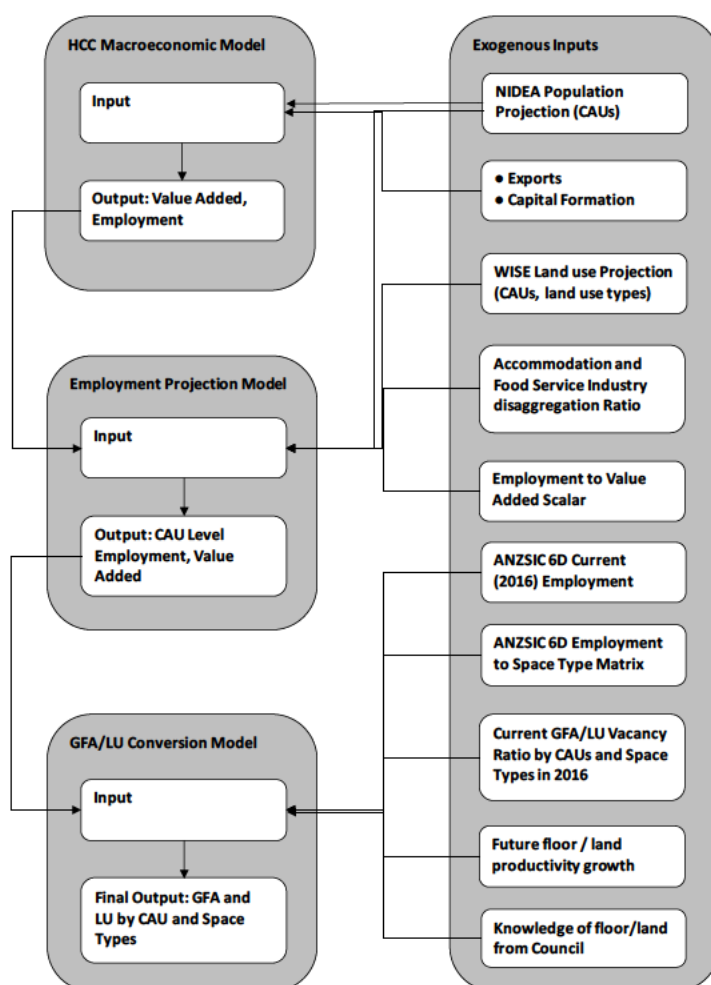 HCC Macroeconomic Model
Input
Output: Value Added,
Employment
Employment Projection Model
Input
Output: CAU Level
Employment, Value
Added
GFA/LU Conversion Model
Input
Final Output: GFA and
LU by CAU and Space
Types
Exogenous Inputs
NIDEA Population
Projection (CAUs)
● Exports
● Capital Formation
WISE Land use Projection
(CAUs, land use types)
Accommodation and
Food Service Industry
disaggregation Ratio
Employment to Value
Added Scalar
ANZSIC 6D Current
(2016) Employment
ANZSIC 6D Employment
to Space Type Matrix
Current GFA/LU Vacancy
Ratio by CAUs and Space
Types in 2016
Future floor / land
productivity growth
Knowledge of floor/land
from Council